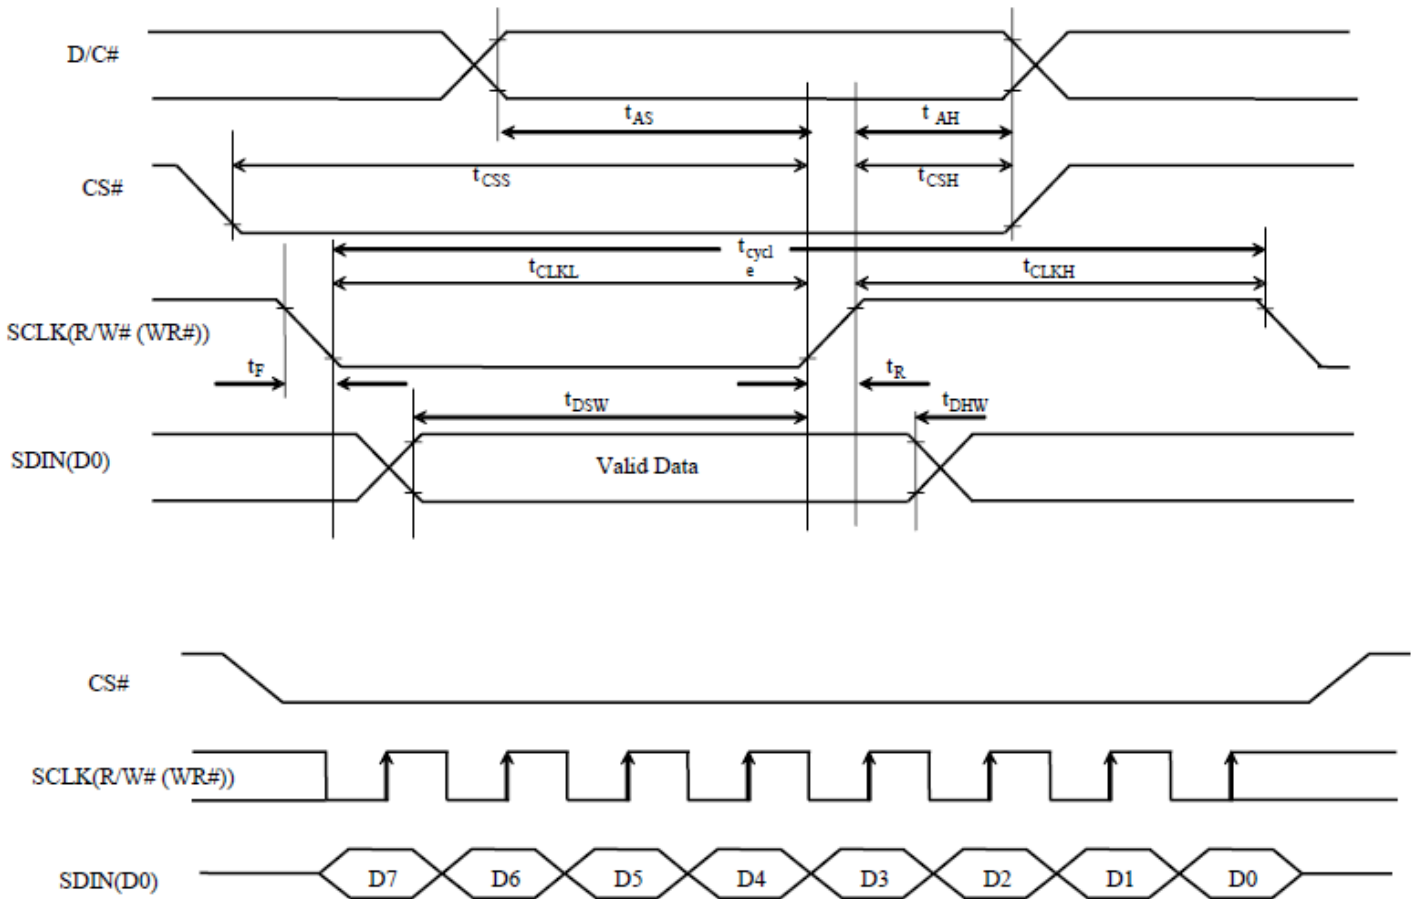 D/C#
tAS
t AH
CS#
tCSS
tCSH
tcycl
e
tCLKL
tCLKH
SCLK(R/W# (WR#))
tF
tR
tDSW
tDHW
SDIN(D0)
Valid Data
CS#
SCLK(R/W# (WR#))
SDIN(D0)
D7 D6 D5 D4 D3 D2 D1 D0